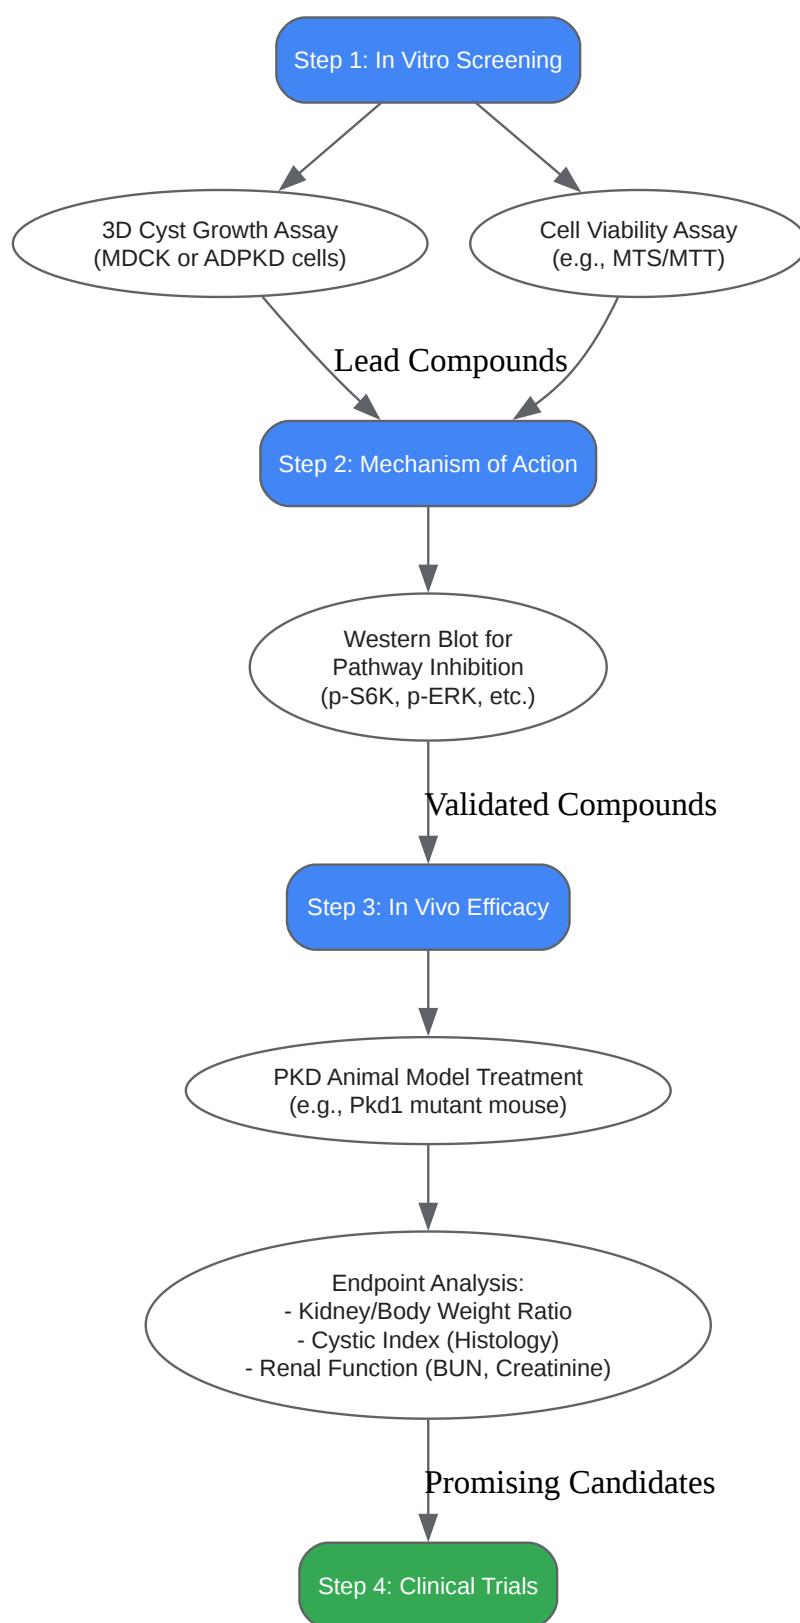 Step 1: In Vitro Screening
3D Cyst Growth Assay
(MDCK or ADPKD cells)
Cell Viability Assay
(e.g., MTS/MTT)
Lead Compounds
Step 2: Mechanism of Action
Western Blot for
Pathway Inhibition
(p-S6K, p-ERK, etc.)
Validated Compounds
Step 3: In Vivo Efficacy
PKD Animal Model Treatment
(e.g., Pkd1 mutant mouse)
Endpoint Analysis:
- Kidney/Body Weight Ratio
- Cystic Index (Histology)
- Renal Function (BUN, Creatinine)
Promising Candidates
Step 4: Clinical Trials